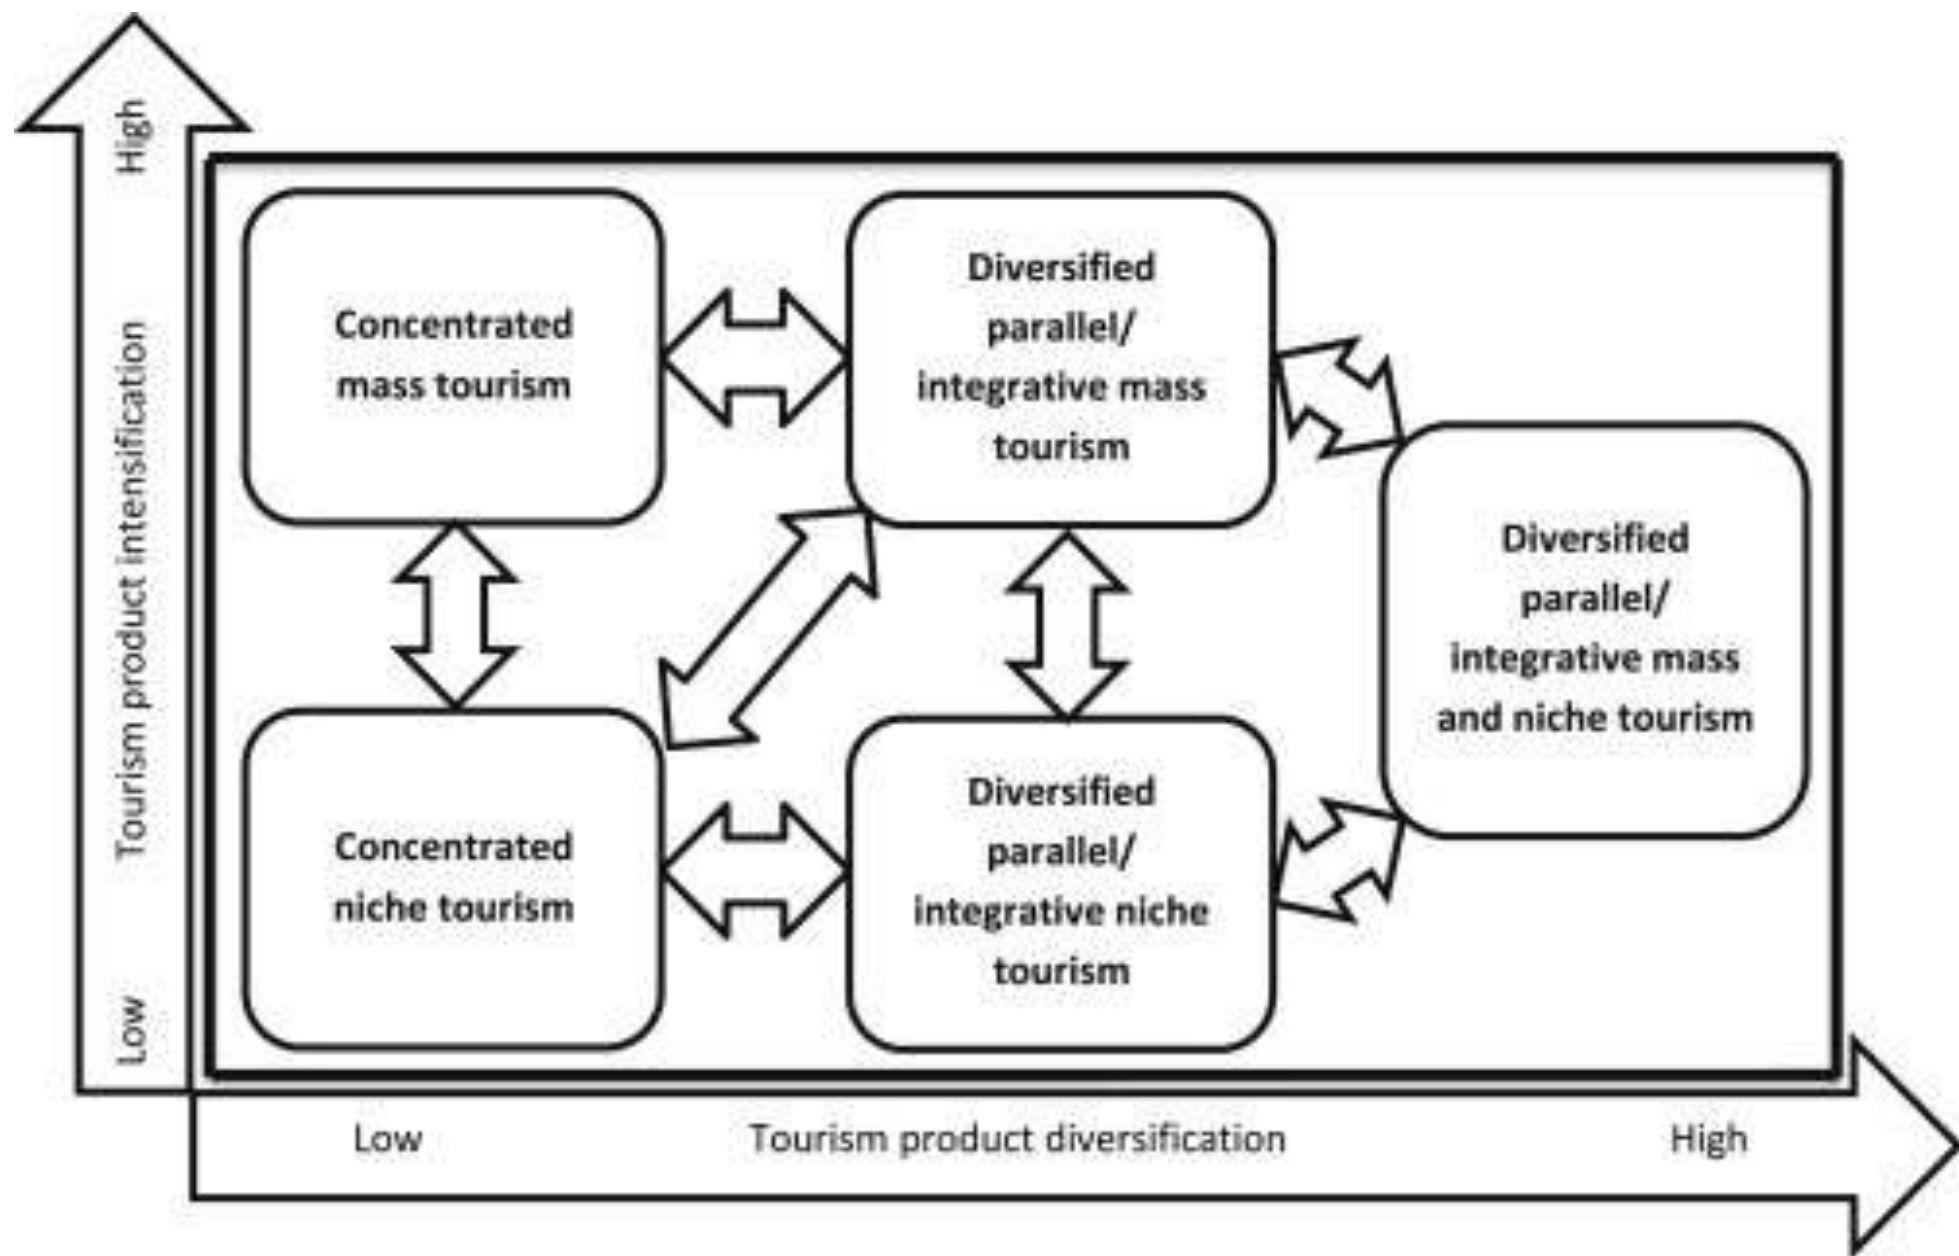 High
Tourism product intensification
Low
Concentrated
mass tourism
Diversified
parallel/
integrative mass
tourism
Diversified
parallel/
integrative mass
and niche tourism
Concentrated
niche tourism
Diversified
parallel/
integrative niche
tourism
Low
Tourism product diversification
High